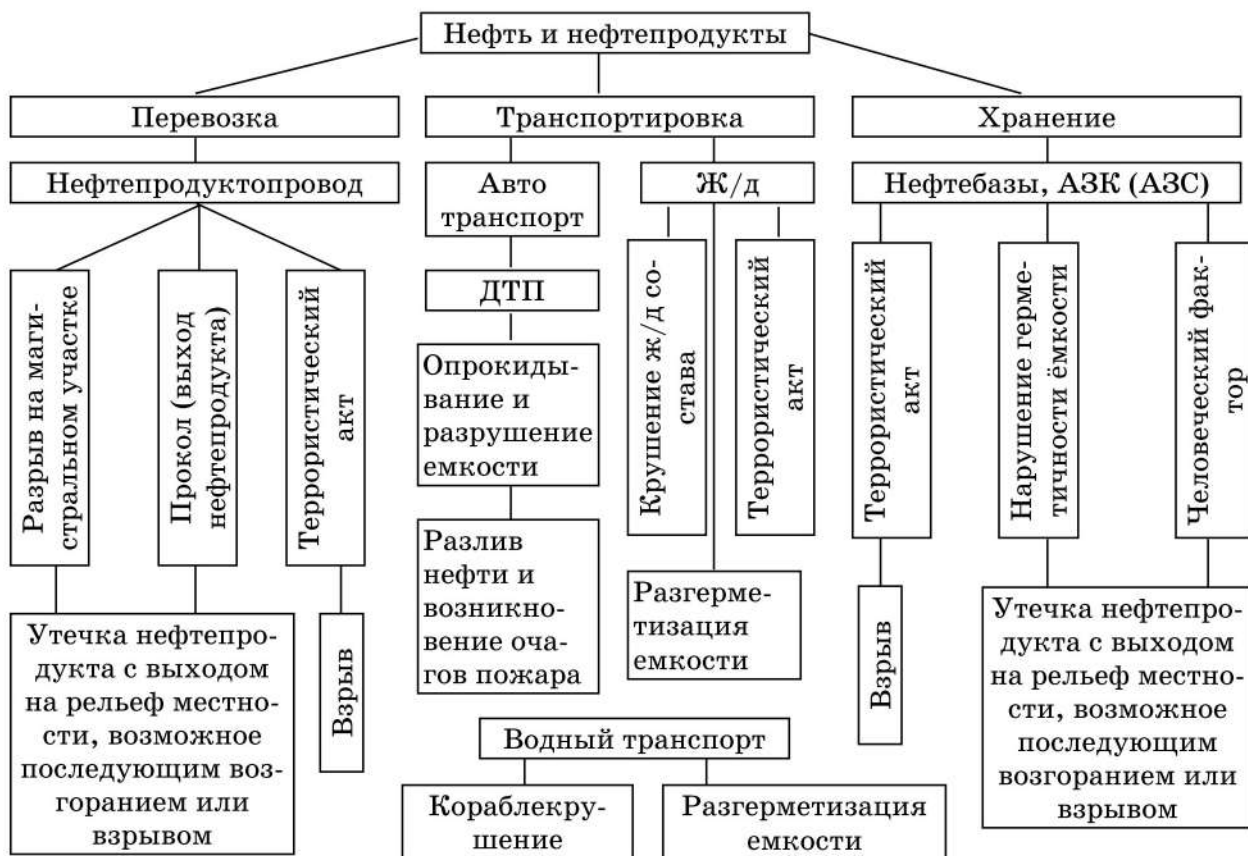 Нефть и нефтепродукты
Перевозка
Транспортировка
Хранение
Нефтепродуктопровод
Авто
транспорт
Ж/д
Нефтебазы, АЗК (АЗС)
Разрыв на маги-
стральном участке
Прокол (выход
нефтепродукта)
Террористический
акт
ДТП
Опрокиды-
вание и
разрушение
емкости
Крушение ж/д со-
става
Террористический
акт
Террористический
акт
Нарушение герме-
тичности ёмкости
Человеческий фак-
тор
Разлив
нефти и
возникно-
вение оча-
гов пожара
Разгерме-
тизация
емкости
Утечка нефтепро-
дукта с выходом
на рельеф местно-
сти, возможное
последующим воз-
горанием или
взрывом
Взрыв
Взрыв
Утечка нефтепро-
дукта с выходом
на рельеф местно-
сти, возможное
последующим
возгоранием или
взрывом
Водный транспорт
Кораблекру-
шение
Разгерметизация
емкости